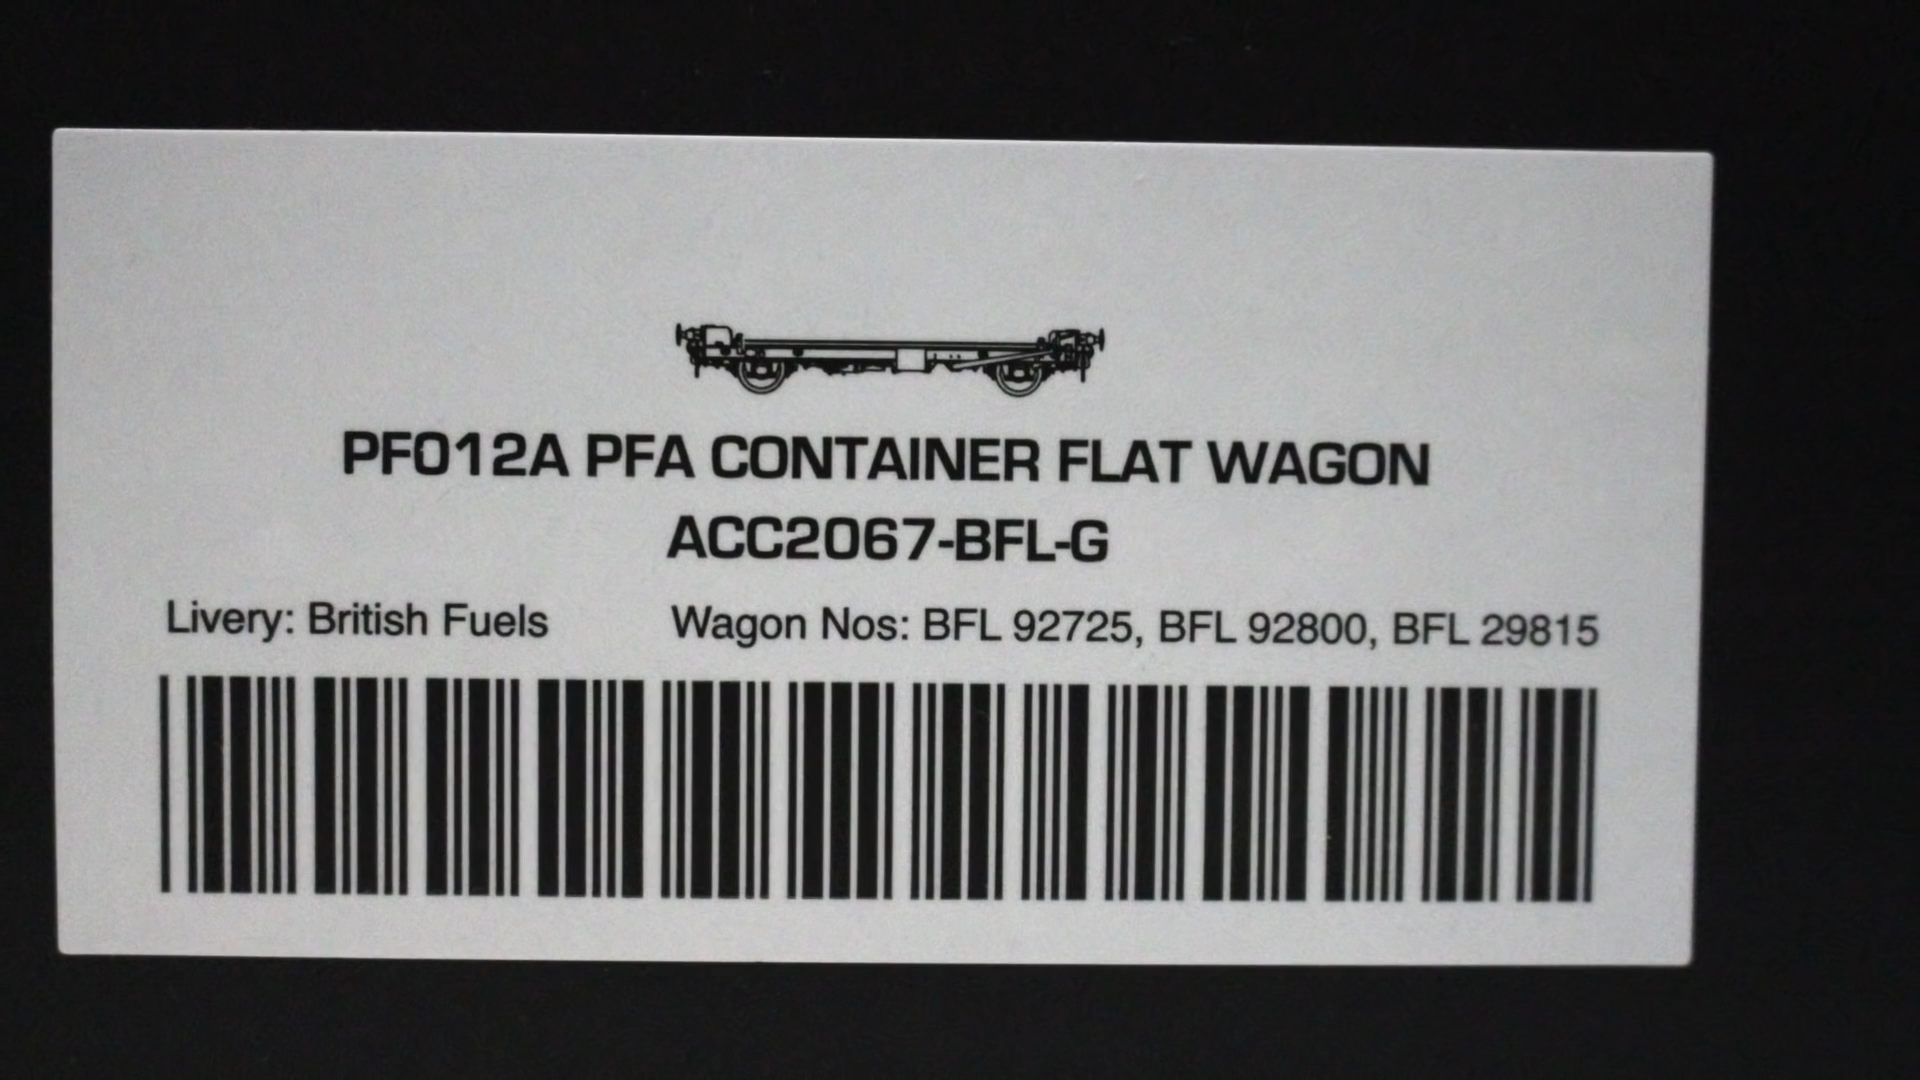 PF012A PFA CONTAINER FLAT WAGON
ACC2067-BFL-G
Livery: British Fuels Wagon Nos: BFL 92725, BFL 92800, BFL 29815